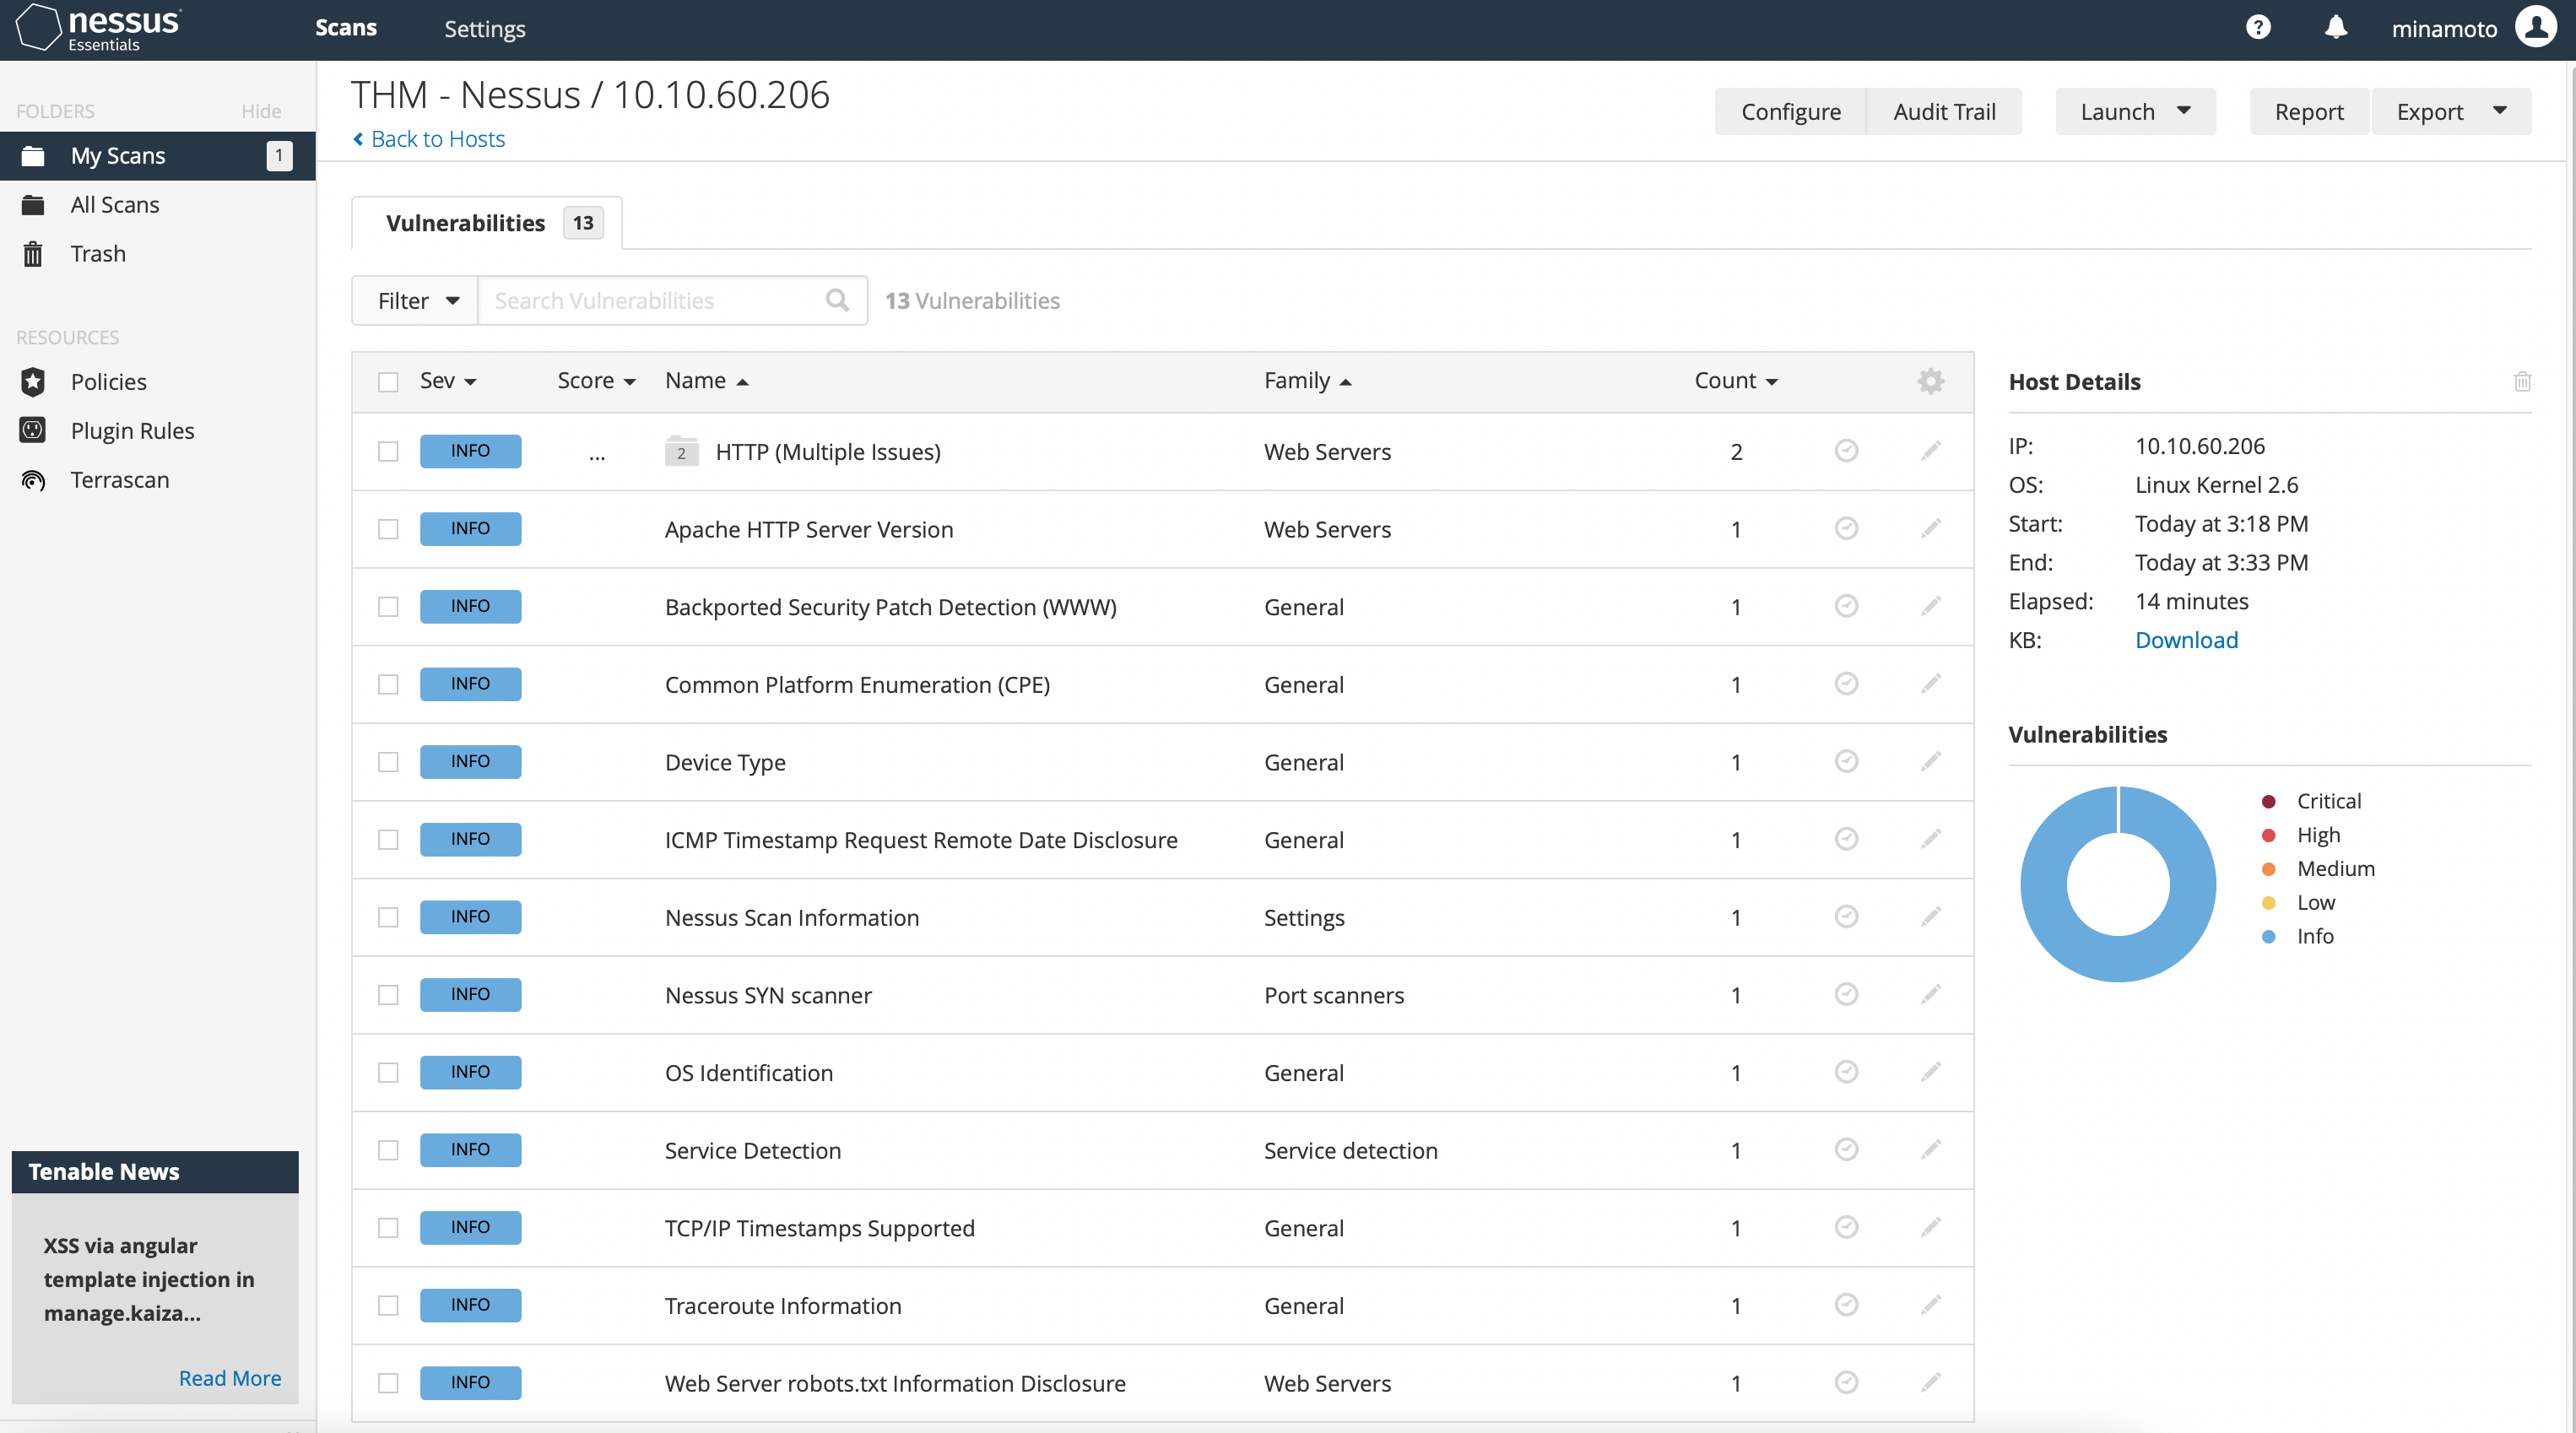 nessus
Essentials
Scans
Settings
minamoto
FOLDERS
Hide
My Scans
1
All Scans
Trash
RESOURCES
Policies
Plugin Rules
Terrascan
Tenable News
XSS via angular
template injection in
manage.kaiza...
Read More
THM - Nessus / 10.10.60.206
Back to Hosts
Configure
Audit Trail
Launch
Report
Export
Vulnerabilities 13
Filter
Search Vulnerabilities
13 Vulnerabilities
Sev Score Name Family Count
INFO ... 2 HTTP (Multiple Issues) Web Servers 2
INFO Apache HTTP Server Version Web Servers 1
INFO Backported Security Patch Detection (WWW) General 1
INFO Common Platform Enumeration (CPE) General 1
INFO Device Type General 1
INFO ICMP Timestamp Request Remote Date Disclosure General 1
INFO Nessus Scan Information Settings 1
INFO Nessus SYN scanner Port scanners 1
INFO OS Identification General 1
INFO Service Detection Service detection 1
INFO TCP/IP Timestamps Supported General 1
INFO Traceroute Information General 1
INFO Web Server robots.txt Information Disclosure Web Servers 1
Host Details
IP: 10.10.60.206
OS: Linux Kernel 2.6
Start: Today at 3:18 PM
End: Today at 3:33 PM
Elapsed: 14 minutes
KB: Download
Vulnerabilities
Critical
High
Medium
Low
Info